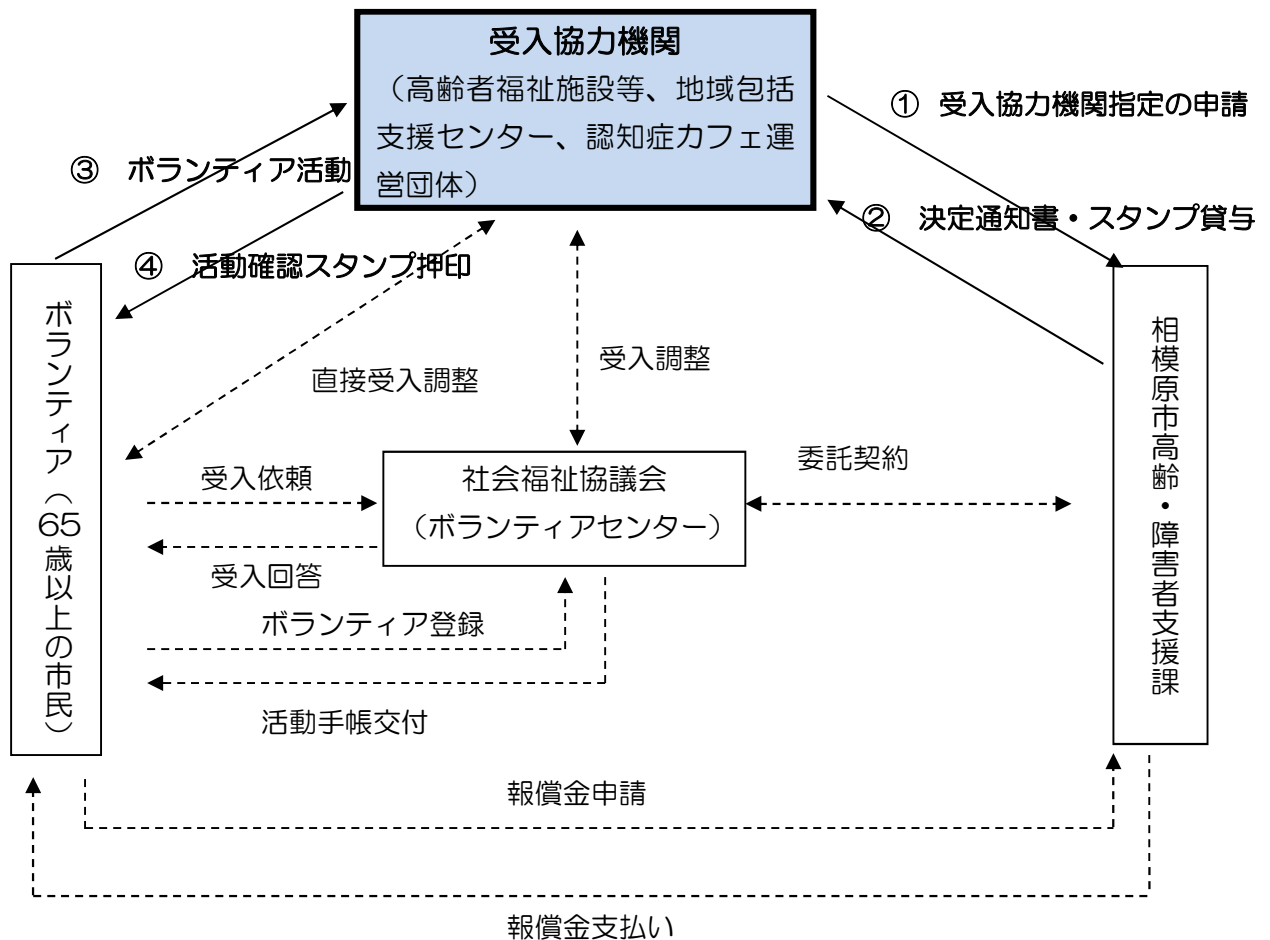 受入協力機関
（高齢者福祉施設等、地域包括
支援センター、認知症カフェ運
営団体）
① 受入協力機関指定の申請
③ ボランティア活動
② 決定通知書・スタンプ貸与
④ 活動確認スタンプ押印
ボランティア（65歳以上の市民）
相模原市高齢・障害者支援課
受入調整
直接受入調整
委託契約
受入依頼
社会福祉協議会
（ボランティアセンター）
受入回答
ボランティア登録
活動手帳交付
報償金申請
報償金支払い